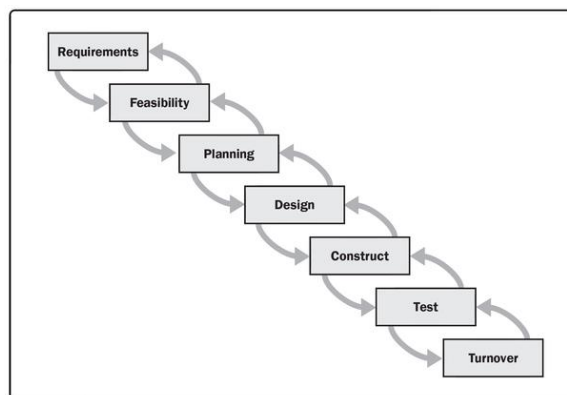 Requirements
Feasibility
Planning
Design
Construct
Test
Turnover